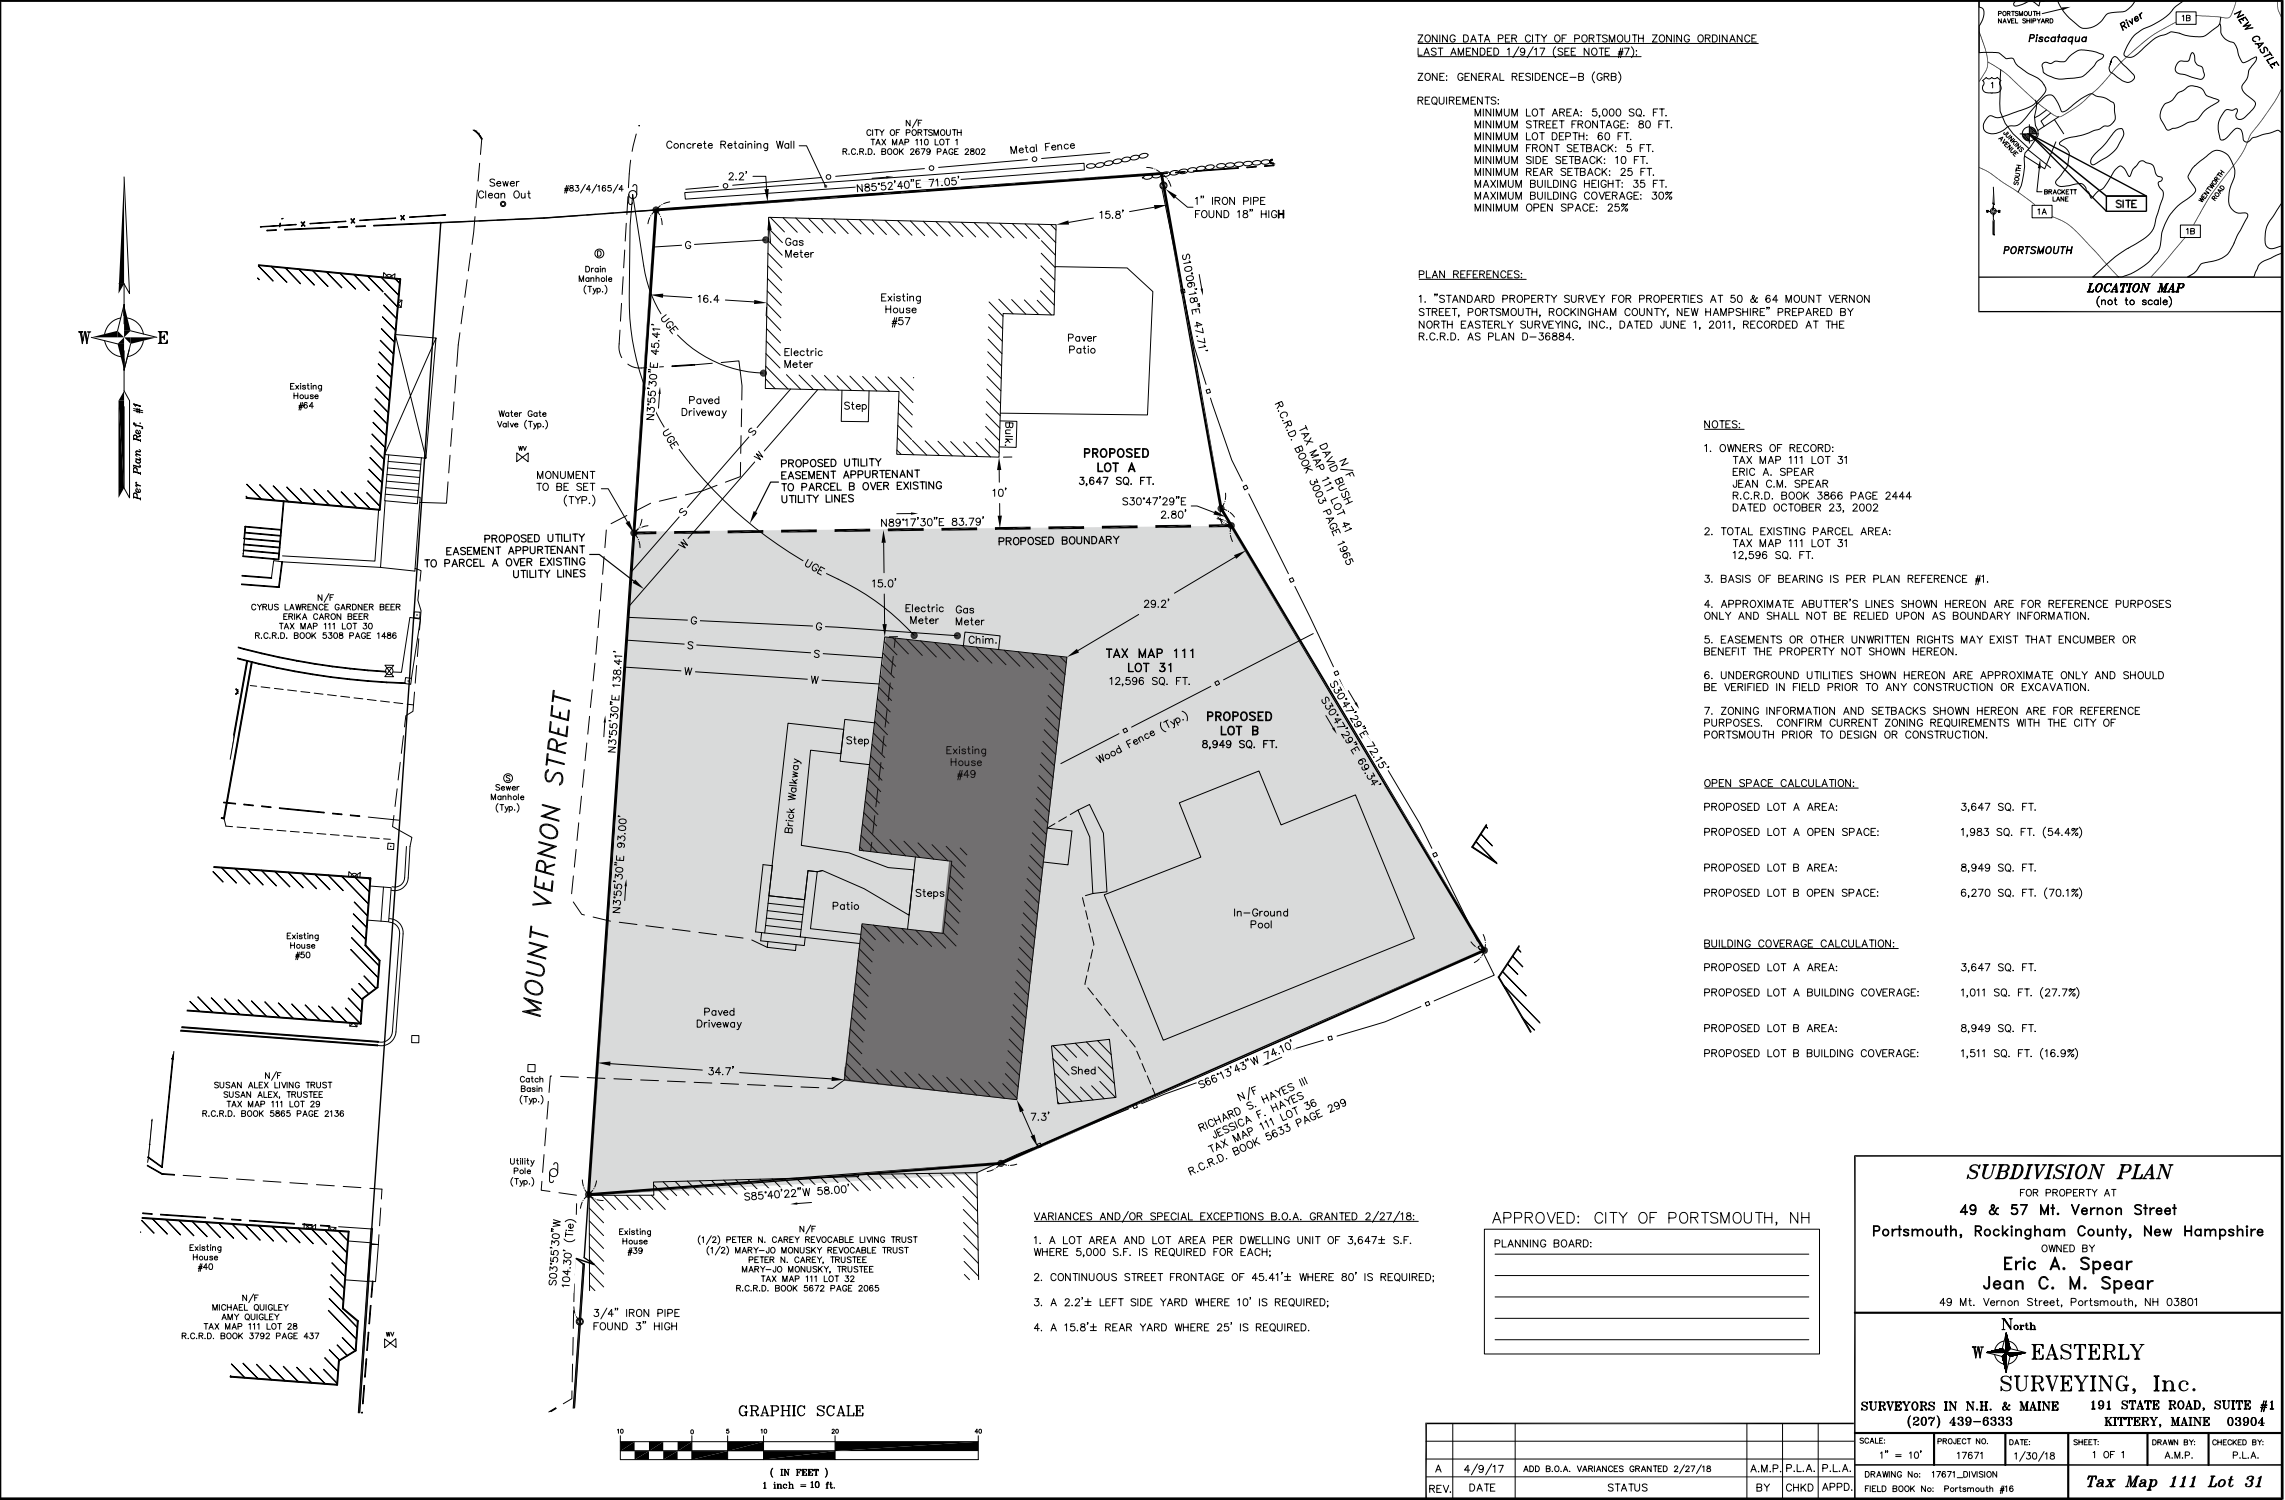 ZONING DATA PER CITY OF PORTSMOUTH ZONING ORDINANCE
LAST AMENDED 1/9/17 (SEE NOTE #7):
ZONE: GENERAL RESIDENCE-B (GRB)
REQUIREMENTS:
MINIMUM LOT AREA: 5,000 SQ. FT.
MINIMUM STREET FRONTAGE: 80 FT.
MINIMUM LOT DEPTH: 60 FT.
MINIMUM FRONT SETBACK: 5 FT.
MINIMUM SIDE SETBACK: 10 FT.
MINIMUM REAR SETBACK: 25 FT.
MAXIMUM BUILDING HEIGHT: 35 FT.
MAXIMUM BUILDING COVERAGE: 30%
MINIMUM OPEN SPACE: 25%
PORTSMOUTH
NAVEL SHIPYARD
Piscataqua
River
1B
NEW CASTLE
1
JUNKINS
AVENUE
SOUTH
BRACKETT
LANE
SITE
WENTWORTH
ROAD
1A
1B
PORTSMOUTH
LOCATION MAP
(not to scale)
PLAN REFERENCES:
1. "STANDARD PROPERTY SURVEY FOR PROPERTIES AT 50 & 64 MOUNT VERNON
STREET, PORTSMOUTH, ROCKINGHAM COUNTY, NEW HAMPSHIRE" PREPARED BY
NORTH EASTERLY SURVEYING, INC., DATED JUNE 1, 2011, RECORDED AT THE
R.C.R.D. AS PLAN D-36884.
NOTES:
1. OWNERS OF RECORD:
TAX MAP 111 LOT 31
ERIC A. SPEAR
JEAN C.M. SPEAR
R.C.R.D. BOOK 3866 PAGE 2444
DATED OCTOBER 23, 2002
2. TOTAL EXISTING PARCEL AREA:
TAX MAP 111 LOT 31
12,596 SQ. FT.
3. BASIS OF BEARING IS PER PLAN REFERENCE #1.
4. APPROXIMATE ABUTTER'S LINES SHOWN HEREON ARE FOR REFERENCE PURPOSES
ONLY AND SHALL NOT BE RELIED UPON AS BOUNDARY INFORMATION.
5. EASEMENTS OR OTHER UNWRITTEN RIGHTS MAY EXIST THAT ENCUMBER OR
BENEFIT THE PROPERTY NOT SHOWN HEREON.
6. UNDERGROUND UTILITIES SHOWN HEREON ARE APPROXIMATE ONLY AND SHOULD
BE VERIFIED IN FIELD PRIOR TO ANY CONSTRUCTION OR EXCAVATION.
7. ZONING INFORMATION AND SETBACKS SHOWN HEREON ARE FOR REFERENCE
PURPOSES. CONFIRM CURRENT ZONING REQUIREMENTS WITH THE CITY OF
PORTSMOUTH PRIOR TO DESIGN OR CONSTRUCTION.
OPEN SPACE CALCULATION:
PROPOSED LOT A AREA: 3,647 SQ. FT.
PROPOSED LOT A OPEN SPACE: 1,983 SQ. FT. (54.4%)
PROPOSED LOT B AREA: 8,949 SQ. FT.
PROPOSED LOT B OPEN SPACE: 6,270 SQ. FT. (70.1%)
BUILDING COVERAGE CALCULATION:
PROPOSED LOT A AREA: 3,647 SQ. FT.
PROPOSED LOT A BUILDING COVERAGE: 1,011 SQ. FT. (27.7%)
PROPOSED LOT B AREA: 8,949 SQ. FT.
PROPOSED LOT B BUILDING COVERAGE: 1,511 SQ. FT. (16.9%)
N/F
CITY OF PORTSMOUTH
TAX MAP 110 LOT 1
R.C.R.D. BOOK 2679 PAGE 2802
Concrete Retaining Wall
Metal Fence
Sewer
Clean Out
#83/4/165/4
2.2'
N85°52'40"E 71.05'
1" IRON PIPE
FOUND 18" HIGH
15.8'
G
Gas
Meter
D
Drain
Manhole
(Typ.)
16.4
UGE
N3°55'30"E 45.41'
Existing
House
#57
Electric
Meter
Paver
Patio
S10°06'18"E 47.71'
W
E
Per Plan Ref. #1
Existing
House
#64
Paved
Driveway
Step
Bulk.
Water Gate
Valve (Typ.)
WV
UGE
S
W
MONUMENT
TO BE SET
(TYP.)
PROPOSED UTILITY
EASEMENT APPURTENANT
TO PARCEL B OVER EXISTING
UTILITY LINES
PROPOSED
LOT A
3,647 SQ. FT.
10'
S30°47'29"E
2.80'
N/F
DAVID BUSH
TAX MAP 111 LOT 41
R.C.R.D. BOOK 3003 PAGE 1965
S
W
N89°17'30"E 83.79'
PROPOSED BOUNDARY
PROPOSED UTILITY
EASEMENT APPURTENANT
TO PARCEL A OVER EXISTING
UTILITY LINES
UGE
15.0'
29.2'
N/F
CYRUS LAWRENCE GARDNER BEER
ERIKA CARON BEER
TAX MAP 111 LOT 30
R.C.R.D. BOOK 5308 PAGE 1486
Electric
Meter
Gas
Meter
Chim.
G G
S S
W W
TAX MAP 111
LOT 31
12,596 SQ. FT.
N3°55'30"E 138.41'
MOUNT VERNON STREET
Step
Existing
House
#49
Wood Fence (Typ.)
PROPOSED
LOT B
8,949 SQ. FT.
S30°47'29"E 72.15'
S30°47'29"E 69.34'
S
Sewer
Manhole
(Typ.)
Brick Walkway
N3°55'30"E 93.00'
Patio
Steps
In-Ground
Pool
Existing
House
#50
Paved
Driveway
34.7'
Shed
7.3'
S66°13'43"W 74.10'
N/F
RICHARD S. HAYES III
JESSICA F. HAYES
TAX MAP 111 LOT 36
R.C.R.D. BOOK 5633 PAGE 299
N/F
SUSAN ALEX LIVING TRUST
SUSAN ALEX, TRUSTEE
TAX MAP 111 LOT 29
R.C.R.D. BOOK 5865 PAGE 2136
Catch
Basin
(Typ.)
Utility
Pole
(Typ.)
S85°40'22"W 58.00'
S03°55'30"W
104.30' (Tie)
Existing
House
#39
N/F
(1/2) PETER N. CAREY REVOCABLE LIVING TRUST
(1/2) MARY-JO MONUSKY REVOCABLE TRUST
PETER N. CAREY, TRUSTEE
MARY-JO MONUSKY, TRUSTEE
TAX MAP 111 LOT 32
R.C.R.D. BOOK 5672 PAGE 2065
Existing
House
#40
N/F
MICHAEL QUIGLEY
AMY QUIGLEY
TAX MAP 111 LOT 28
R.C.R.D. BOOK 3792 PAGE 437
WV
3/4" IRON PIPE
FOUND 3" HIGH
VARIANCES AND/OR SPECIAL EXCEPTIONS B.O.A. GRANTED 2/27/18:
1. A LOT AREA AND LOT AREA PER DWELLING UNIT OF 3,647± S.F.
WHERE 5,000 S.F. IS REQUIRED FOR EACH;
2. CONTINUOUS STREET FRONTAGE OF 45.41'± WHERE 80' IS REQUIRED;
3. A 2.2'± LEFT SIDE YARD WHERE 10' IS REQUIRED;
4. A 15.8'± REAR YARD WHERE 25' IS REQUIRED.
APPROVED: CITY OF PORTSMOUTH, NH
PLANNING BOARD:
GRAPHIC SCALE
10 0 5 10 20 40
( IN FEET )
1 inch = 10 ft.
SUBDIVISION PLAN
FOR PROPERTY AT
49 & 57 Mt. Vernon Street
Portsmouth, Rockingham County, New Hampshire
OWNED BY
Eric A. Spear
Jean C. M. Spear
49 Mt. Vernon Street, Portsmouth, NH 03801
North
W EASTERLY
SURVEYING, Inc.
SURVEYORS IN N.H. & MAINE 191 STATE ROAD, SUITE #1
(207) 439-6333 KITTERY, MAINE 03904
SCALE: PROJECT NO. DATE: SHEET: DRAWN BY: CHECKED BY:
1" = 10' 17671 1/30/18 1 OF 1 A.M.P. P.L.A.
DRAWING No: 17671_DIVISION
FIELD BOOK No: Portsmouth #16
Tax Map 111 Lot 31
A 4/9/17 ADD B.O.A. VARIANCES GRANTED 2/27/18 A.M.P. P.L.A. P.L.A.
REV. DATE STATUS BY CHKD APPD.